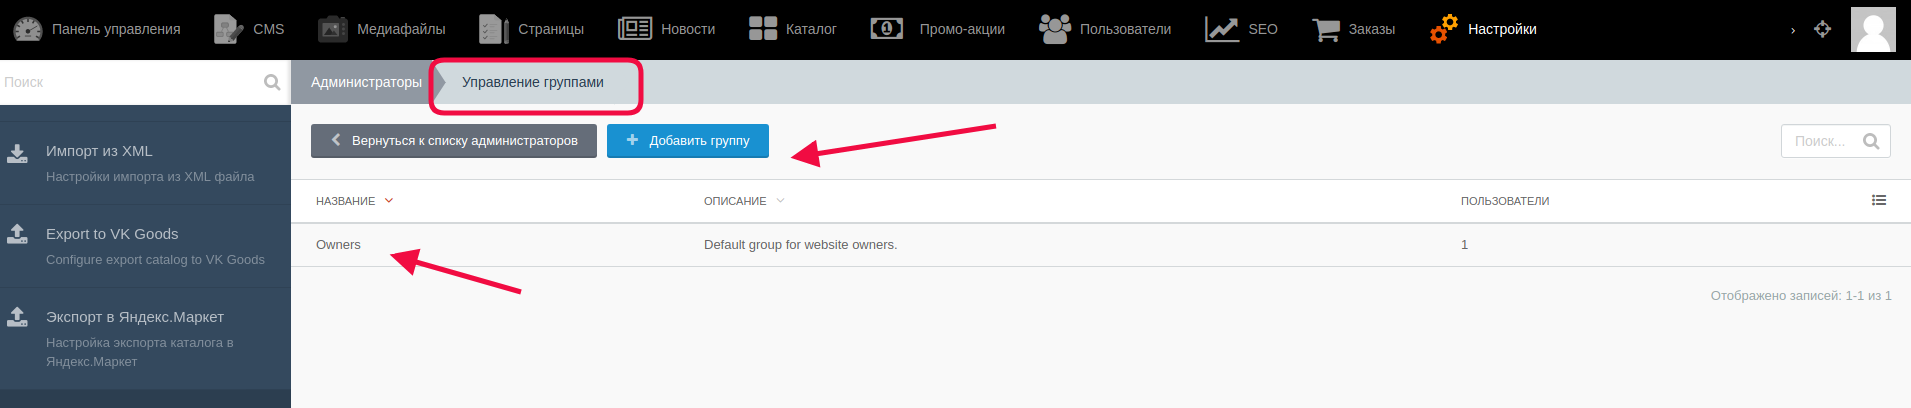 Панель управления CMS Медиафайлы Страницы Новости Каталог Промо-акции Пользователи SEO Заказы Настройки
Поиск
Импорт из XML
Настройки импорта из XML файла
Export to VK Goods
Configure export catalog to VK Goods
Экспорт в Яндекс.Маркет
Настройка экспорта каталога в
Яндекс.Маркет
Администраторы Управление группами
Вернуться к списку администраторов Добавить группу Поиск...
НАЗВАНИЕ ОПИСАНИЕ ПОЛЬЗОВАТЕЛИ
Owners Default group for website owners. 1
Отображено записей: 1-1 из 1